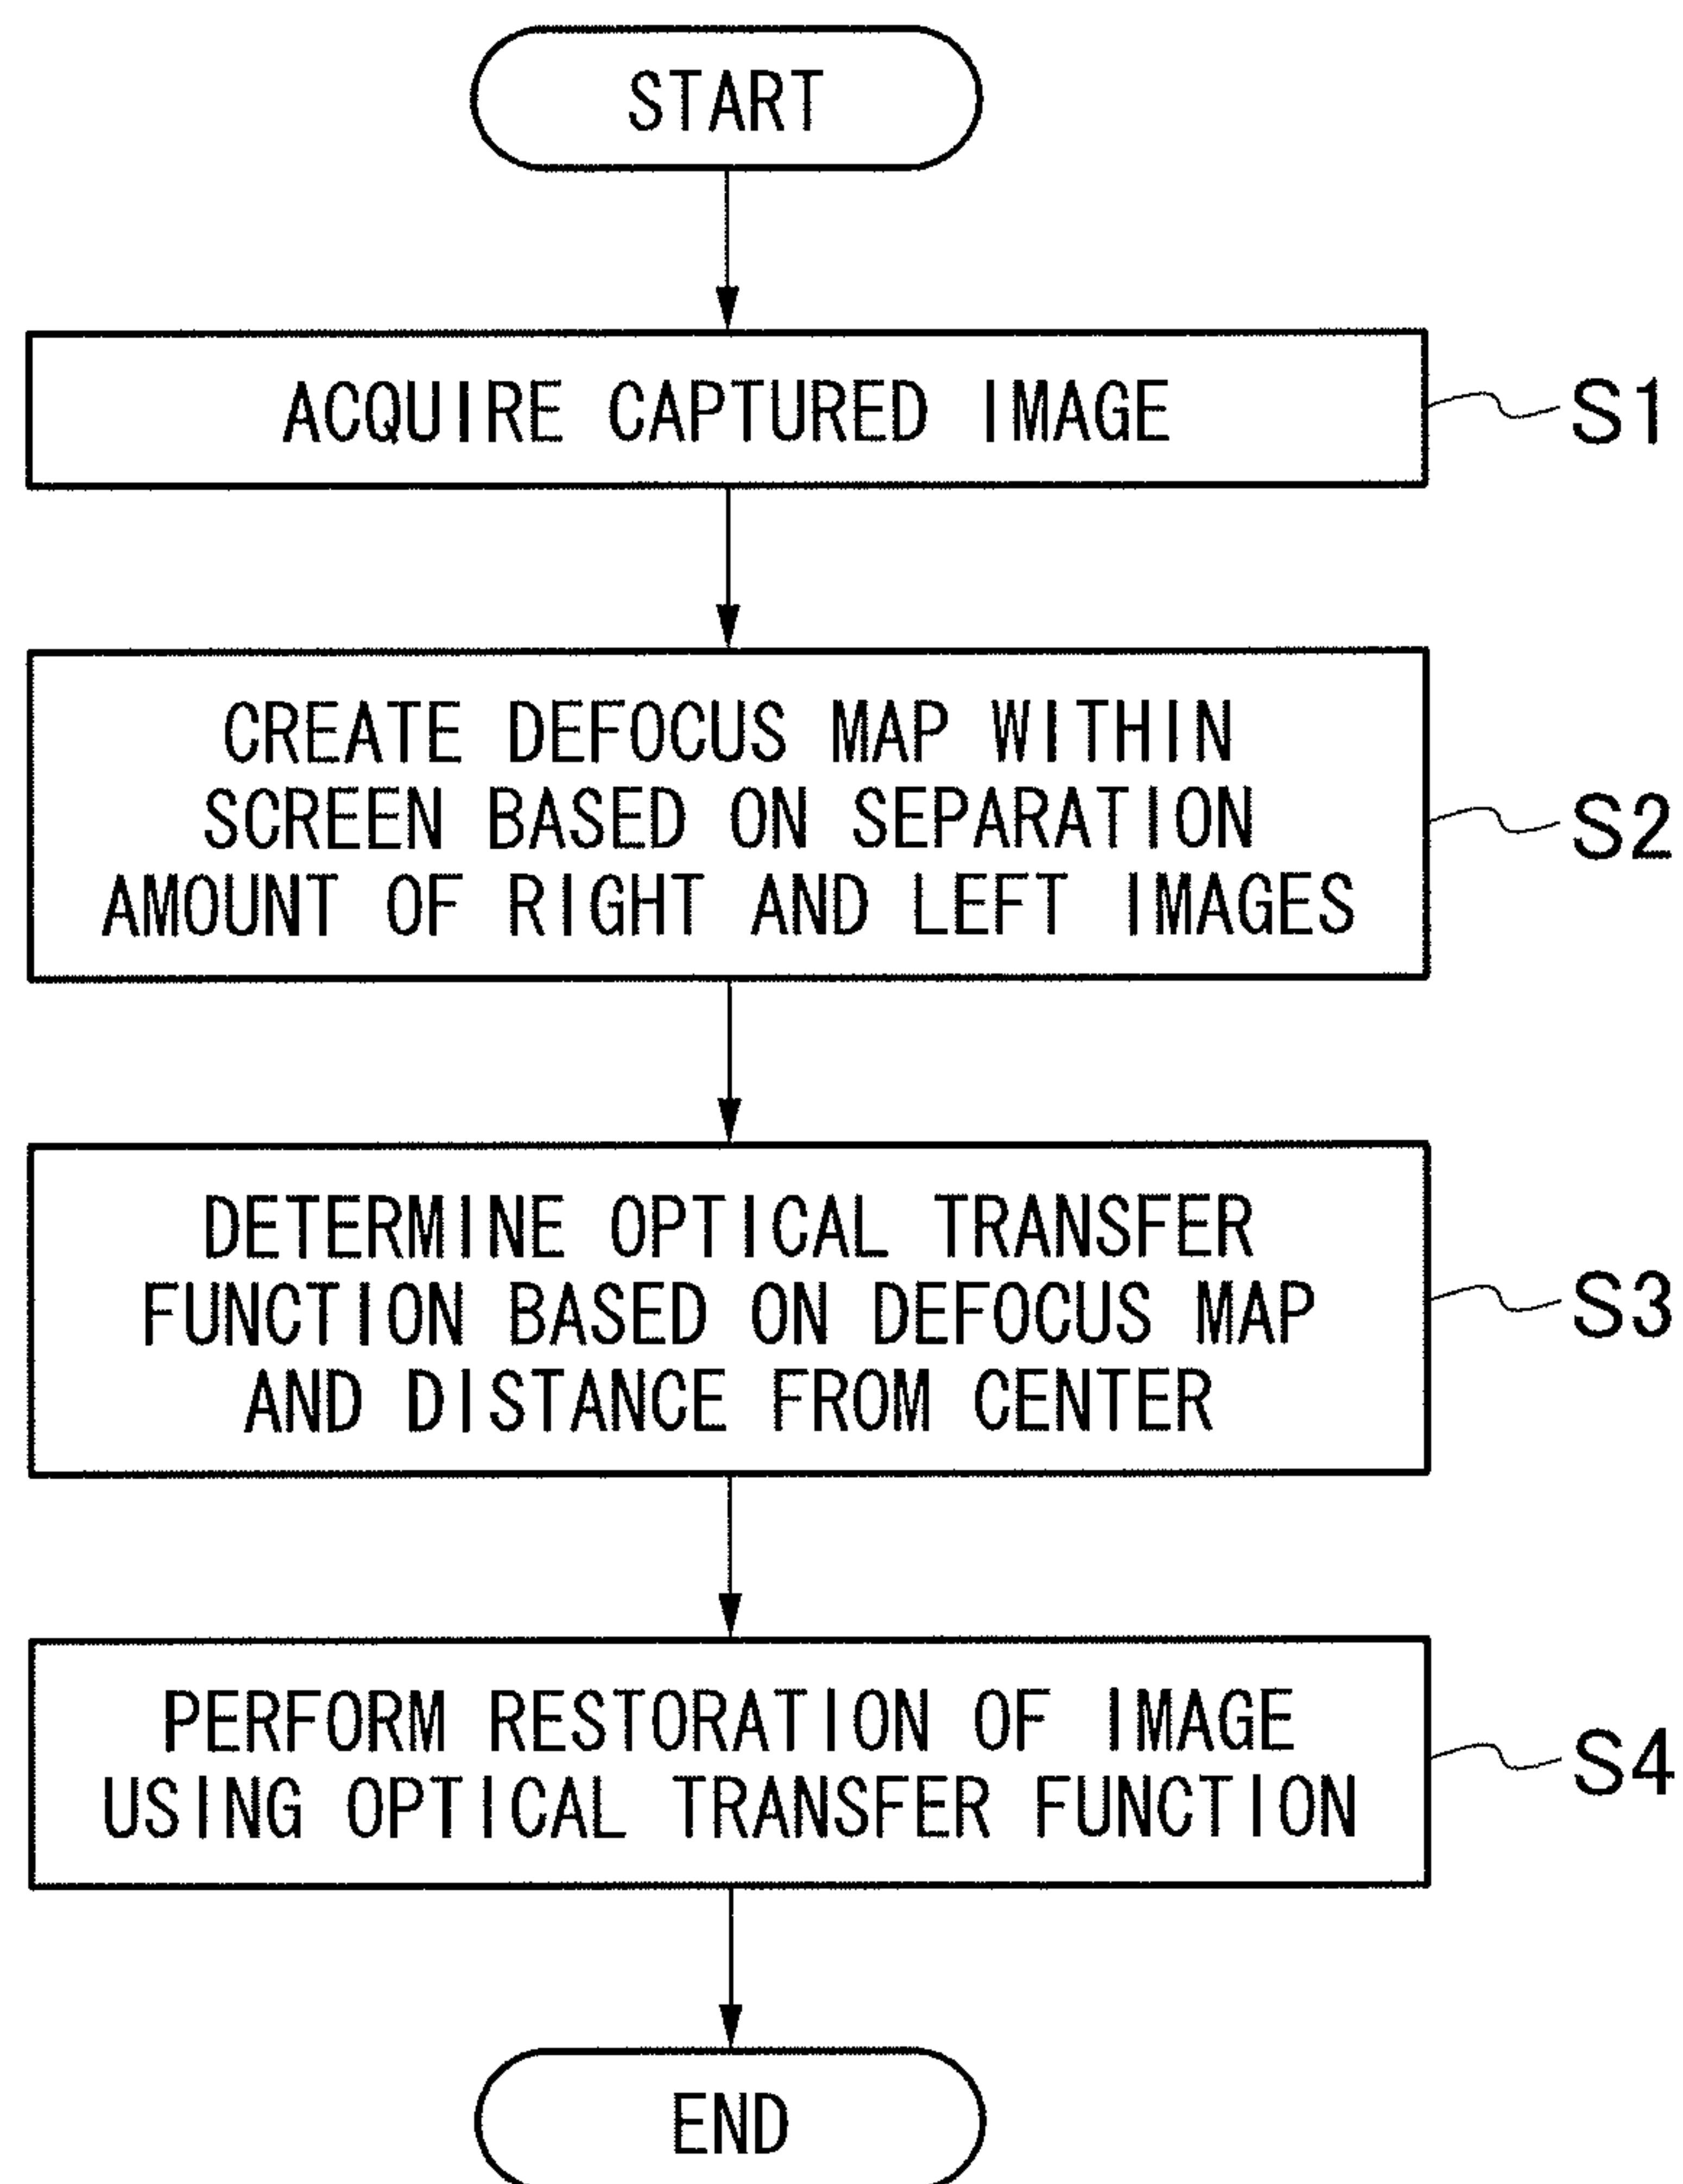 START
ACQUIRE CAPTURED IMAGE
S1
CREATE DEFOCUS MAP WITHIN
SCREEN BASED ON SEPARATION
AMOUNT OF RIGHT AND LEFT IMAGES
S2
DETERMINE OPTICAL TRANSFER
FUNCTION BASED ON DEFOCUS MAP
AND DISTANCE FROM CENTER
S3
PERFORM RESTORATION OF IMAGE
USING OPTICAL TRANSFER FUNCTION
S4
END